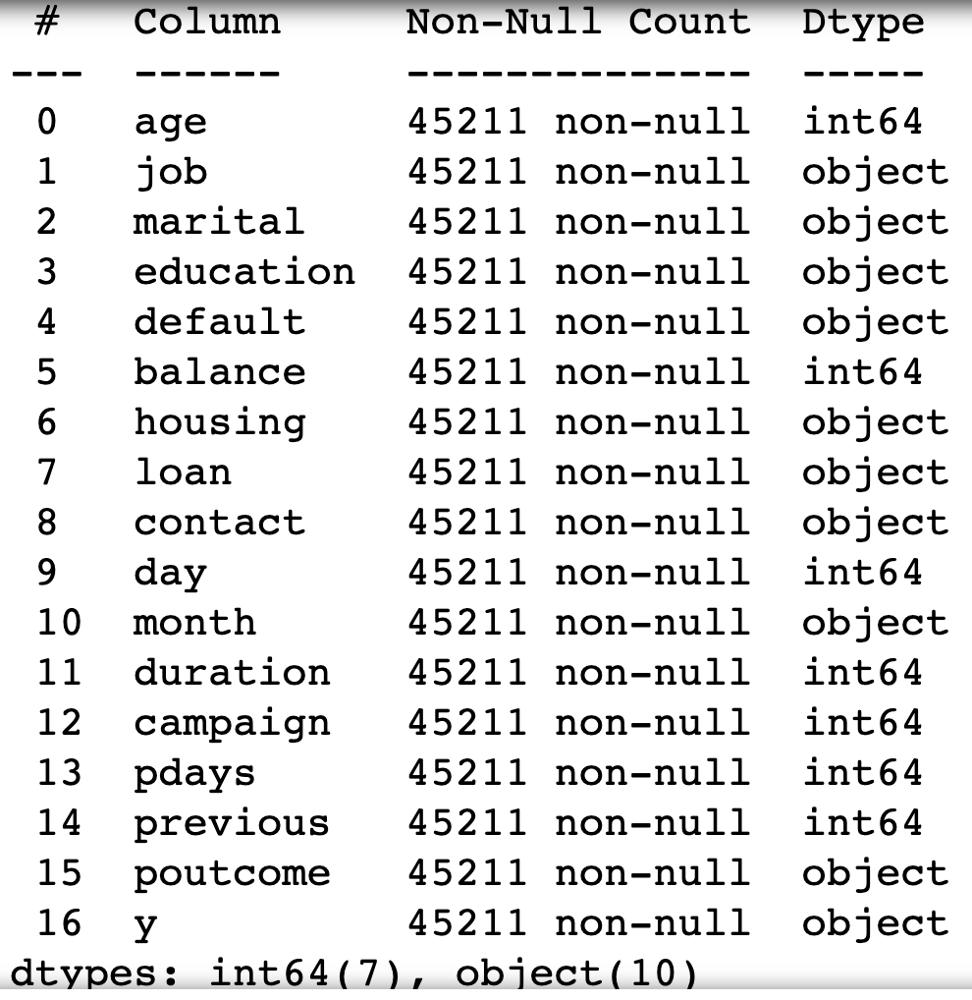 #   Column     Non-Null Count  Dtype
---  ------     --------------  -----
0   age        45211 non-null  int64
1   job        45211 non-null  object
2   marital    45211 non-null  object
3   education  45211 non-null  object
4   default    45211 non-null  object
5   balance    45211 non-null  int64
6   housing    45211 non-null  object
7   loan       45211 non-null  object
8   contact    45211 non-null  object
9   day        45211 non-null  int64
10  month      45211 non-null  object
11  duration   45211 non-null  int64
12  campaign   45211 non-null  int64
13  pdays      45211 non-null  int64
14  previous   45211 non-null  int64
15  poutcome   45211 non-null  object
16  y          45211 non-null  object
dtypes: int64(7), object(10)